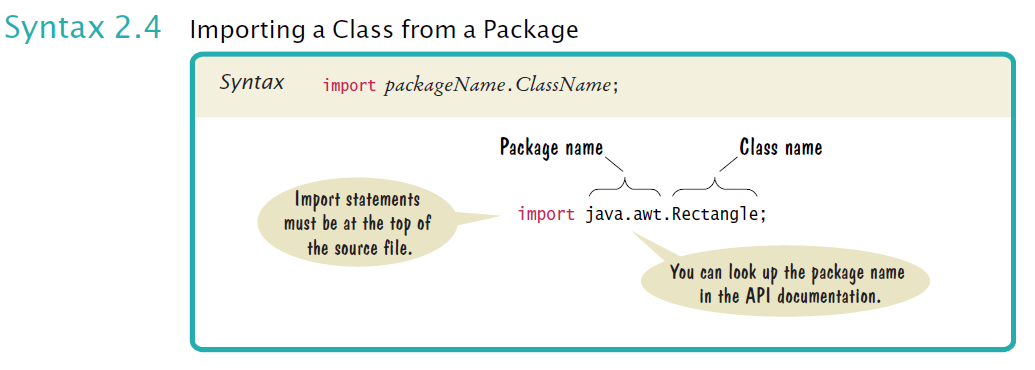 Syntax 2.4 Importing a Class from a Package
Syntax import packageName.ClassName;
Package name Class name
Import statements
must be at the top of
the source file.
import java.awt.Rectangle;
You can look up the package name
in the API documentation.